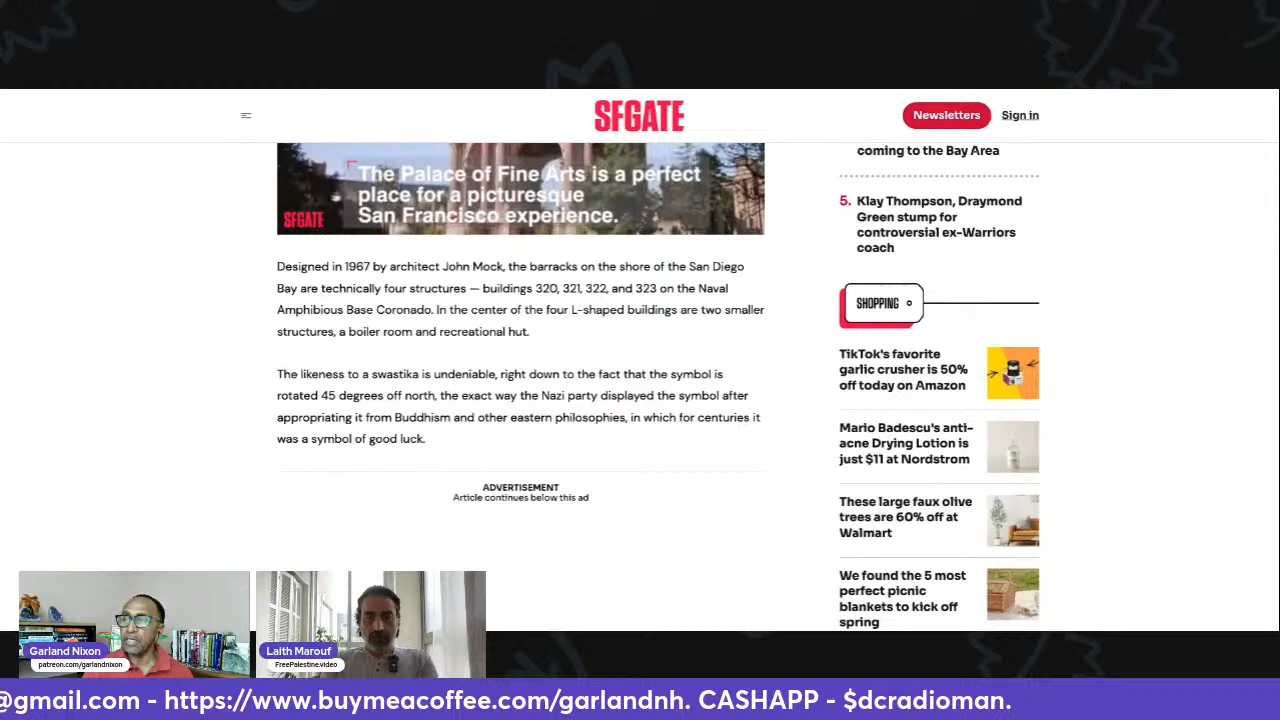 SFGATE
Newsletters
Sign in
The Palace of Fine Arts is a perfect
place for a picturesque
San Francisco experience.
SFGATE
Designed in 1967 by architect John Mock, the barracks on the shore of the San Diego
Bay are technically four structures — buildings 320, 321, 322, and 323 on the Naval
Amphibious Base Coronado. In the center of the four L-shaped buildings are two smaller
structures, a boiler room and recreational hut.
The likeness to a swastika is undeniable, right down to the fact that the symbol is
rotated 45 degrees off north, the exact way the Nazi party displayed the symbol after
appropriating it from Buddhism and other eastern philosophies, in which for centuries it
was a symbol of good luck.
ADVERTISEMENT
Article continues below this ad
coming to the Bay Area
5. Klay Thompson, Draymond
Green stump for
controversial ex-Warriors
coach
SHOPPING
TikTok's favorite
garlic crusher is 50%
off today on Amazon
Mario Badescu's anti-
acne Drying Lotion is
just $11 at Nordstrom
These large faux olive
trees are 60% off at
Walmart
We found the 5 most
perfect picnic
blankets to kick off
spring
Garland Nixon
patreon.com/garlandnixon
Laith Marouf
FreePalestine.video
@gmail.com - https://www.buymeacoffee.com/garlandnh. CASHAPP - $dcradioman.